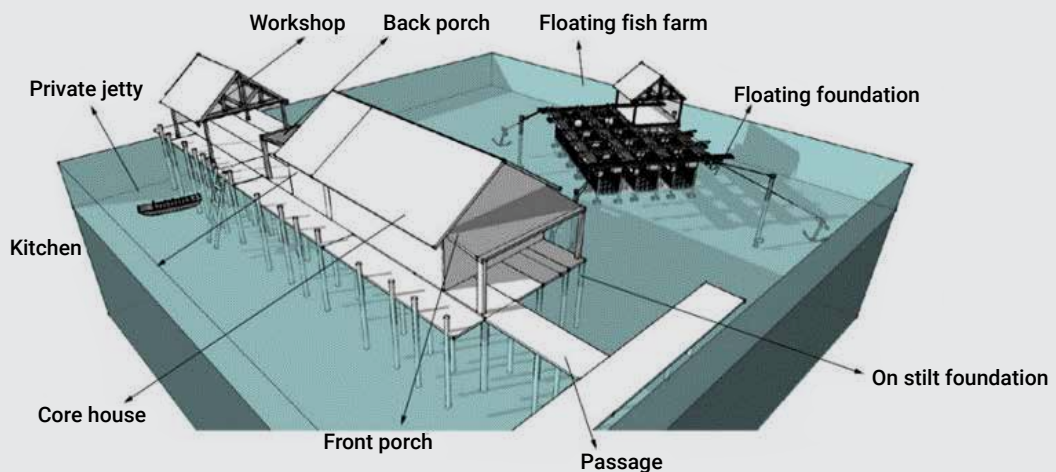 Workshop
Back porch
Floating fish farm
Private jetty
Floating foundation
Kitchen
On stilt foundation
Core house
Front porch
Passage